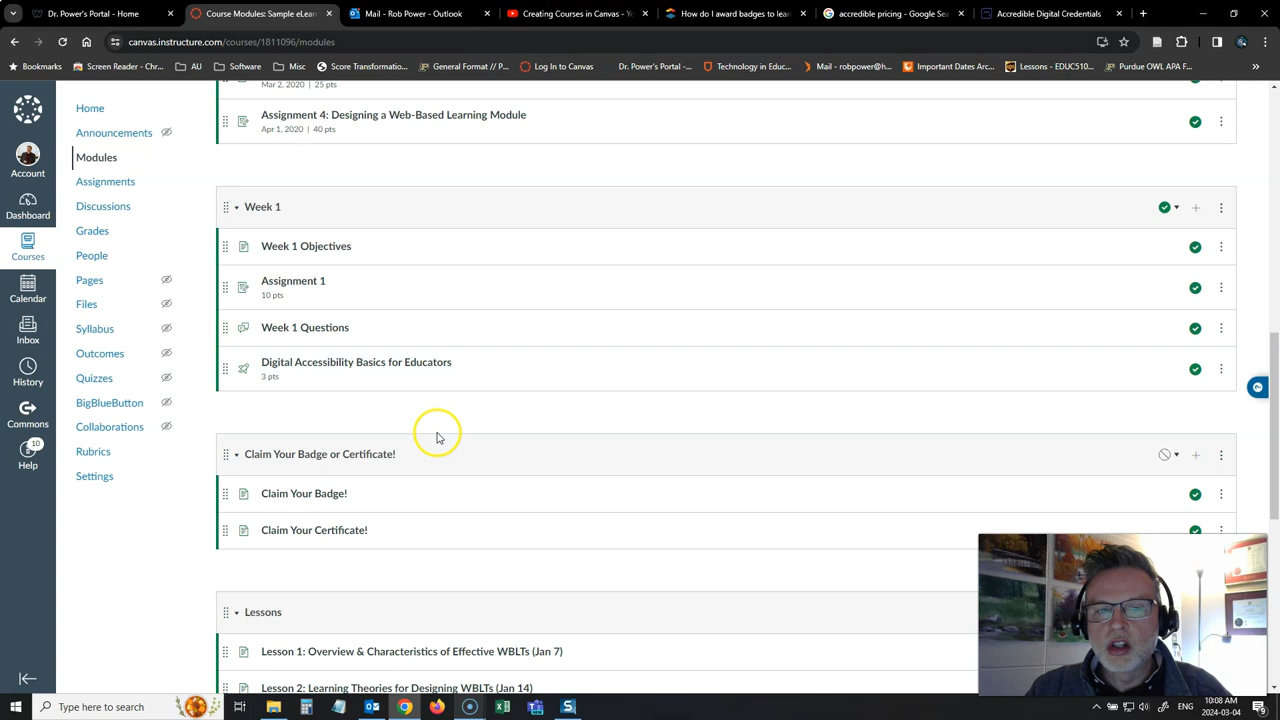 Dr. Power's : Home
Course Modules: Sample eLear
Mail - Rob Power - Outlook
Creating Courses in Canvas - Y
How do I award badges to lear
accredible pricing - Google Sea
Accredible Digital Credentials
canvas.instructure.com/courses/1811096/modules
Bookmarks
Screen Reader - Chr...
AU
Software
Misc
Score Transformatio...
General Format // P...
Log In to Canvas
Dr. Power's : Home
Technology in Educ...
Mail - robpower@h...
Important Dates Arc...
Lessons - EDUC510...
Purdue OWL APA F...
Account
Dashboard
Courses
Calendar
Inbox
History
Commons
10
Help
Home
Announcements
Modules
Assignments
Discussions
Grades
People
Pages
Files
Syllabus
Outcomes
Quizzes
BigBlueButton
Collaborations
Rubrics
Settings
Mar 2, 2020 | 25 pts
Assignment 4: Designing a Web-Based Learning Module
Apr 1, 2020 | 40 pts
Week 1
Week 1 Objectives
Assignment 1
10 pts
Week 1 Questions
Digital Accessibility Basics for Educators
3 pts
Claim Your Badge or Certificate!
Claim Your Badge!
Claim Your Certificate!
Lessons
Lesson 1: Overview & Characteristics of Effective WBLTs (Jan 7)
Lesson 2: Learning Theories for Designing WBLTs (Jan 14)
Type here to search
ENG
10:08 AM
2024-03-04